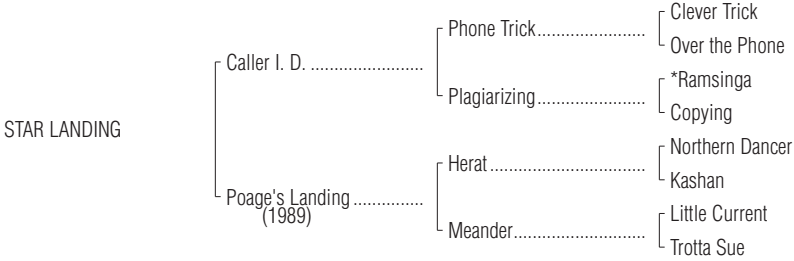 Clever Trick
Phone Trick........................
Over the Phone
Caller I. D. ........................
*Ramsinga
Plagiarizing........................
Copying
STAR LANDING
Northern Dancer
Herat..................................
Kashan
Poage's Landing ...............
(1989)
Little Current
Meander.............................
Trotta Sue